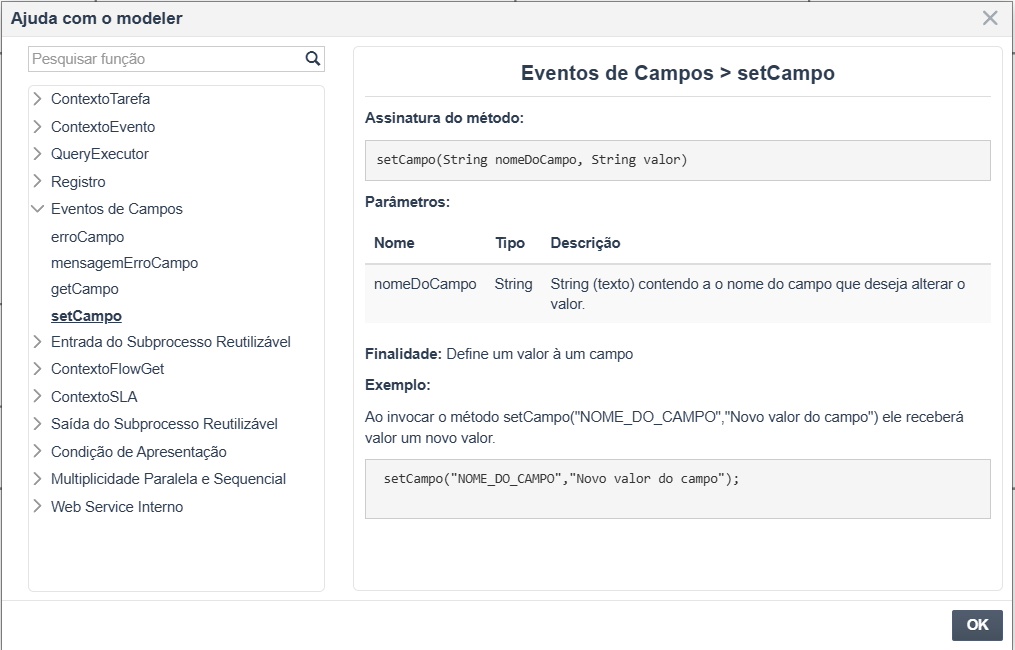 Ajuda com o modeler
Pesquisar função
ContextoTarefa
ContextoEvento
QueryExecutor
Registro
Eventos de Campos
erroCampo
mensagemErroCampo
getCampo
setCampo
Entrada do Subprocesso Reutilizável
ContextoFlowGet
ContextoSLA
Saída do Subprocesso Reutilizável
Condição de Apresentação
Multiplicidade Paralela e Sequencial
Web Service Interno
Eventos de Campos > setCampo
Assinatura do método:
setCampo(String nomeDoCampo, String valor)
Parâmetros:
Nome Tipo Descrição
nomeDoCampo String String (texto) contendo a o nome do campo que deseja alterar o
valor.
Finalidade: Define um valor à um campo
Exemplo:
Ao invocar o método setCampo("NOME_DO_CAMPO","Novo valor do campo") ele receberá
valor um novo valor.
setCampo("NOME_DO_CAMPO","Novo valor do campo");
OK